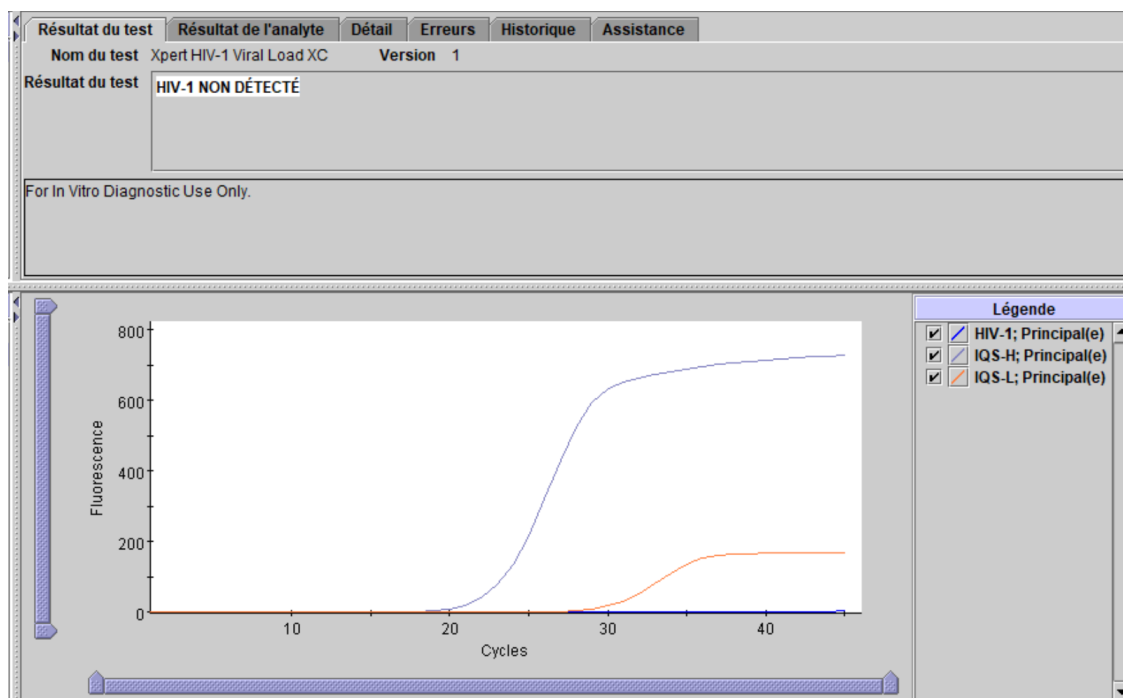 Résultat du test Résultat de l'analyte Détail Erreurs Historique Assistance
Nom du test Xpert HIV-1 Viral Load XC Version 1
Résultat du test HIV-1 NON DÉTECTÉ
For In Vitro Diagnostic Use Only.
Légende
HIV-1; Principal(e)
IQS-H; Principal(e)
IQS-L; Principal(e)
800
600
400
200
0
Fluorescence
10 20 30 40
Cycles